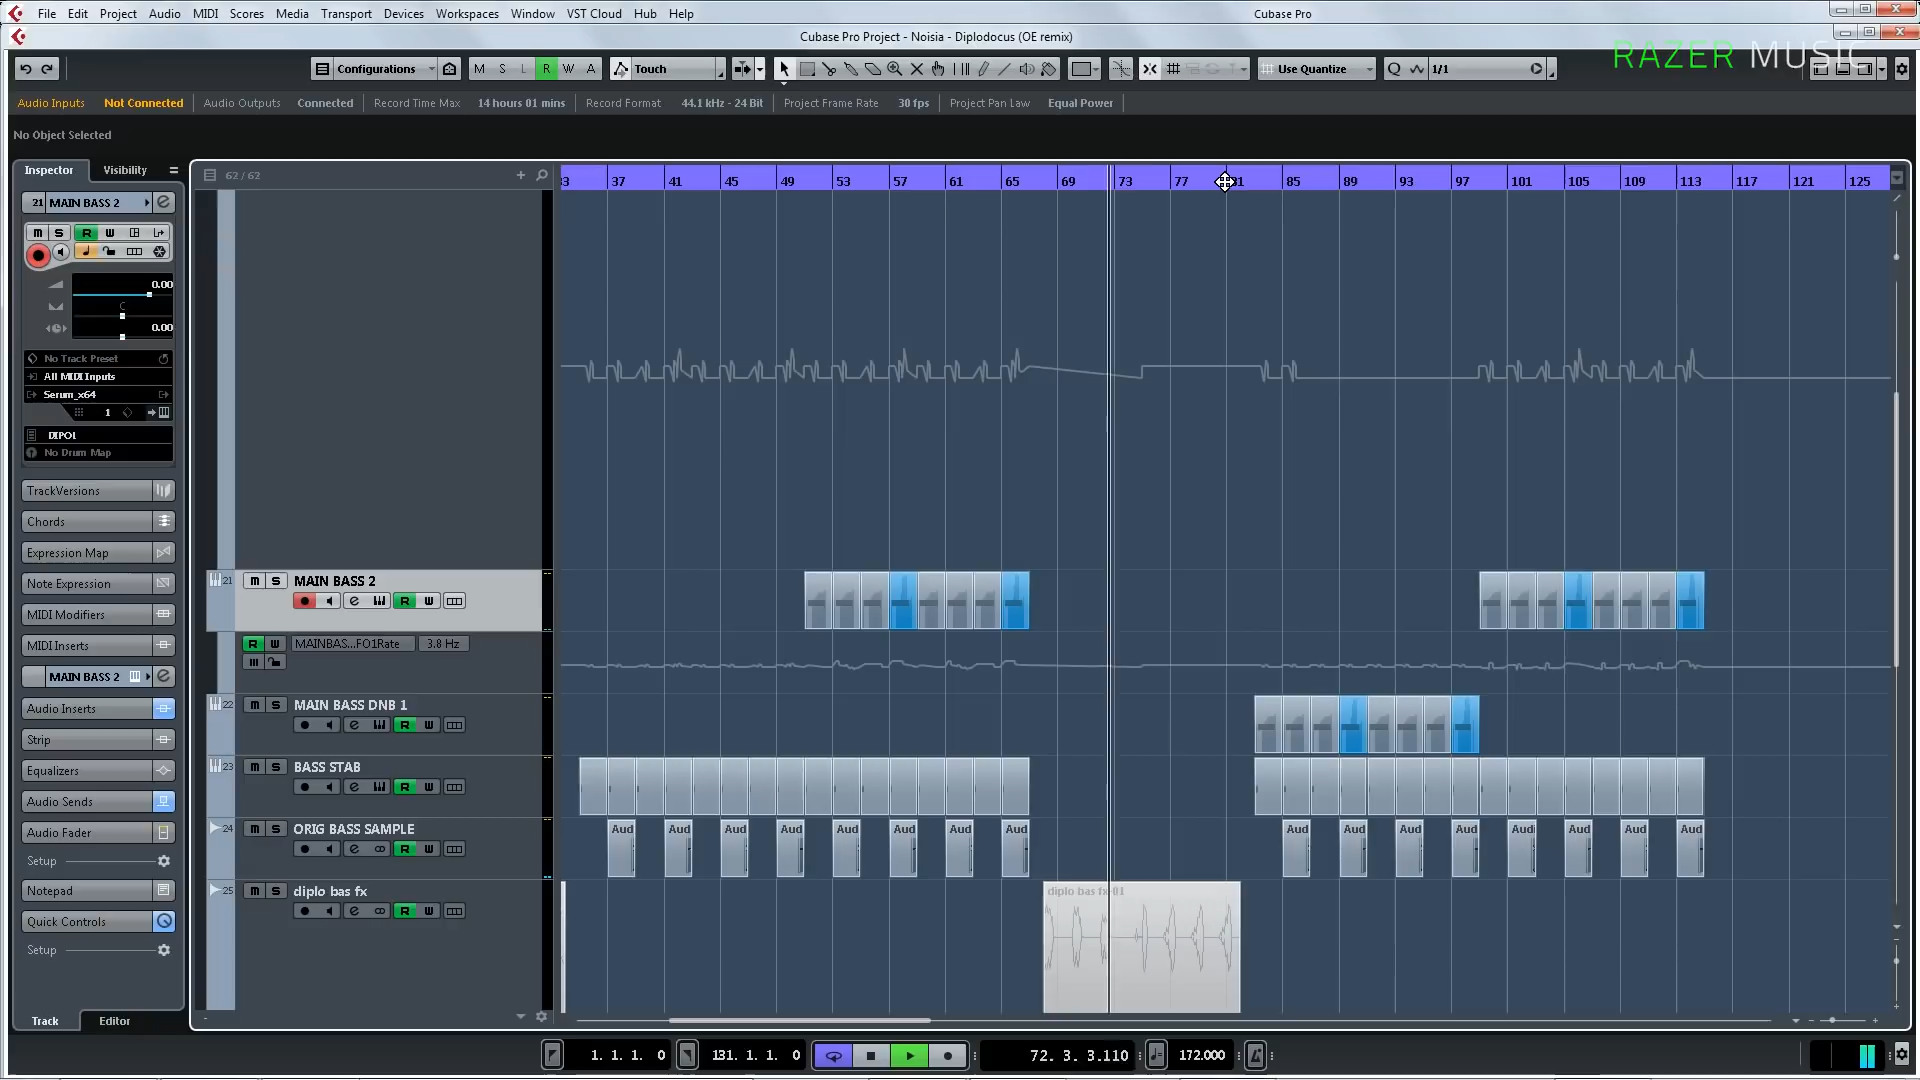 File Edit Project Audio MIDI Scores Media Transport Devices Workspaces Window VST Cloud Hub Help Cubase Pro
Cubase Pro Project - Noisia - Diplodocus (OE remix)
RAZER MUSIC
Configurations M S L R W A Touch Use Quantize Q 1/1
Audio Inputs Not Connected Audio Outputs Connected Record Time Max 14 hours 01 mins Record Format 44.1 kHz - 24 Bit Project Frame Rate 30 fps Project Pan Law Equal Power
No Object Selected
Inspector Visibility
62 / 62
37 41 45 49 53 57 61 65 69 73 77 85 89 93 97 101 105 109 113 117 121 125
21 MAIN BASS 2
M S R W
0.00
C
0.00
No Track Preset
All MIDI Inputs
Serum_x64
1
DIPOL
No Drum Map
TrackVersions
Chords
Expression Map
Note Expression
MIDI Modifiers
MIDI Inserts
MAIN BASS 2
Audio Inserts
Strip
Equalizers
Audio Sends
Audio Fader
Setup
Notepad
Quick Controls
Setup
Track Editor
21 M S MAIN BASS 2
e R W
R W MAINBAS...FO1Rate 3.8 Hz
22 M S MAIN BASS DNB 1
e R W
23 M S BASS STAB
e R W
24 M S ORIG BASS SAMPLE
e R W
Aud Aud Aud Aud Aud Aud Aud Aud Aud Aud Aud Aud Aud Aud Aud Aud
25 M S diplo bas fx
e R W
diplo bas fx-01
1. 1. 1. 0 131. 1. 1. 0 72. 3. 3.110 172.000